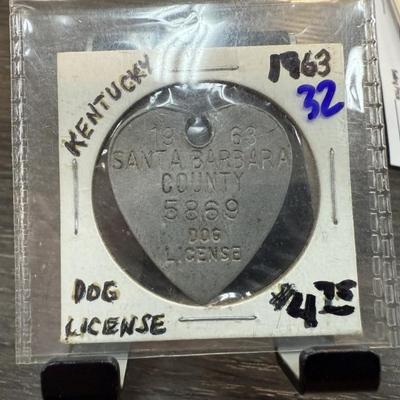 KENTUCKY
1963
32
19 63
SANTA BARBARA
COUNTY
5869
DOG
LICENSE
DOG
LICENSE
$4.75